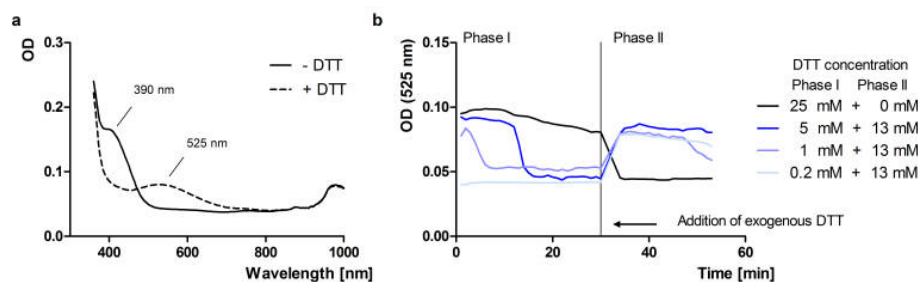 a
OD
0.3
0.2
0.1
0.0
390 nm
525 nm
- DTT
+ DTT
400 600 800 1000
Wavelength [nm]
b
OD (525 nm)
0.15
0.10
0.05
0.00
Phase I Phase II
Addition of exogenous DTT
0 20 40 60
Time [min]
DTT concentration
Phase I Phase II
25 mM + 0 mM
5 mM + 13 mM
1 mM + 13 mM
0.2 mM + 13 mM